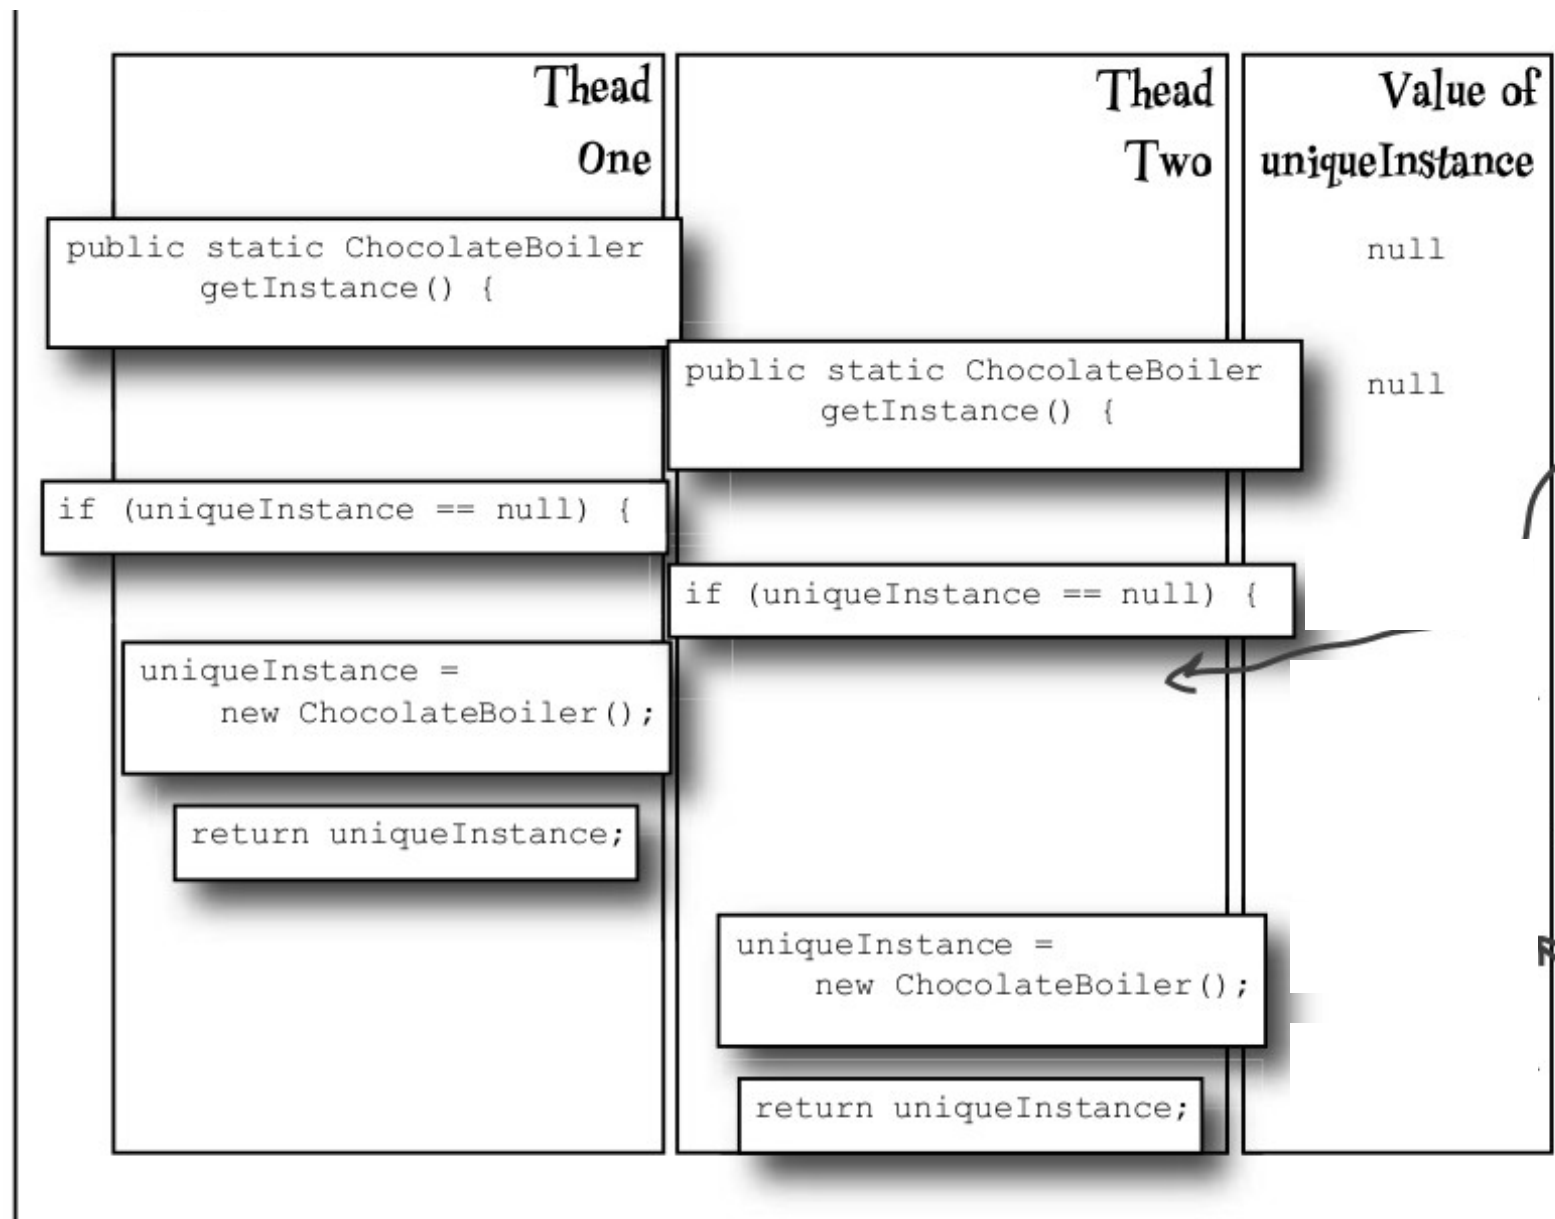 Thead
One
Thead
Two
Value of
uniqueInstance
public static ChocolateBoiler
getInstance() {
null
public static ChocolateBoiler
getInstance() {
null
if (uniqueInstance == null) {
if (uniqueInstance == null) {
uniqueInstance =
new ChocolateBoiler();
return uniqueInstance;
uniqueInstance =
new ChocolateBoiler();
return uniqueInstance;